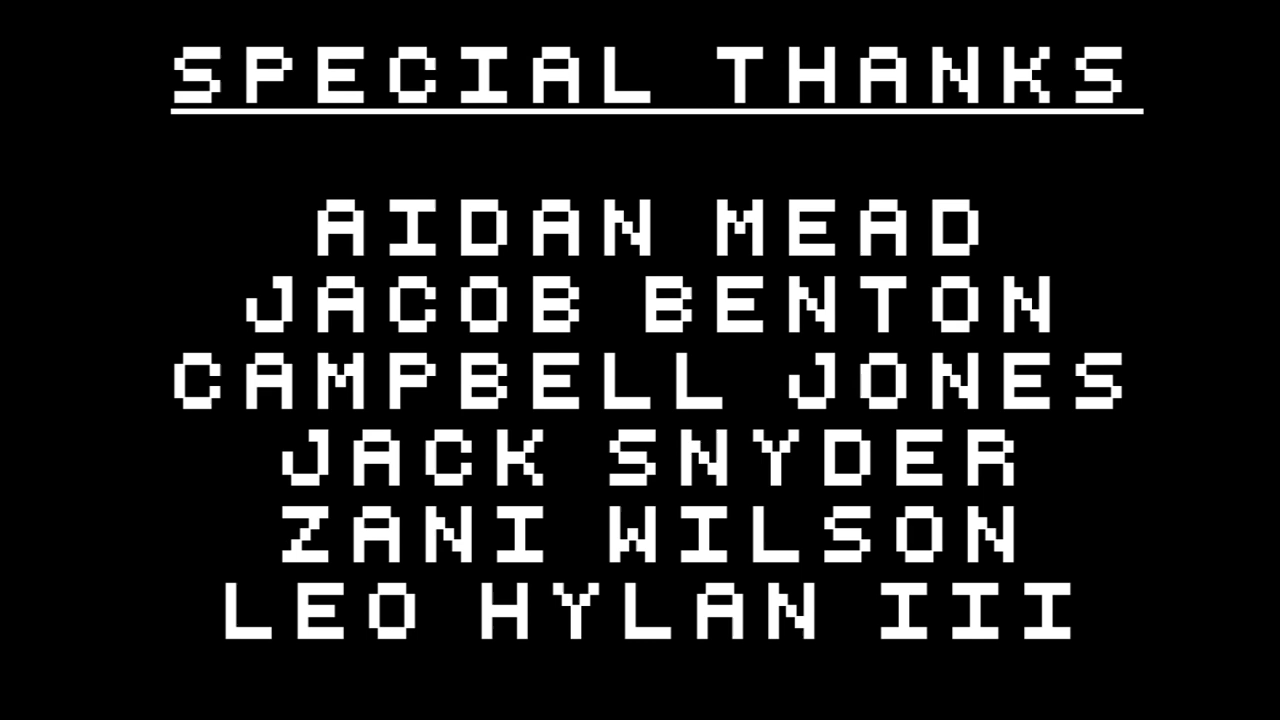 SPECIAL THANKS
AIDAN MEAD
JACOB BENTON
CAMPBELL JONES
JACK SNYDER
ZANI WILSON
LEO HYLAN III